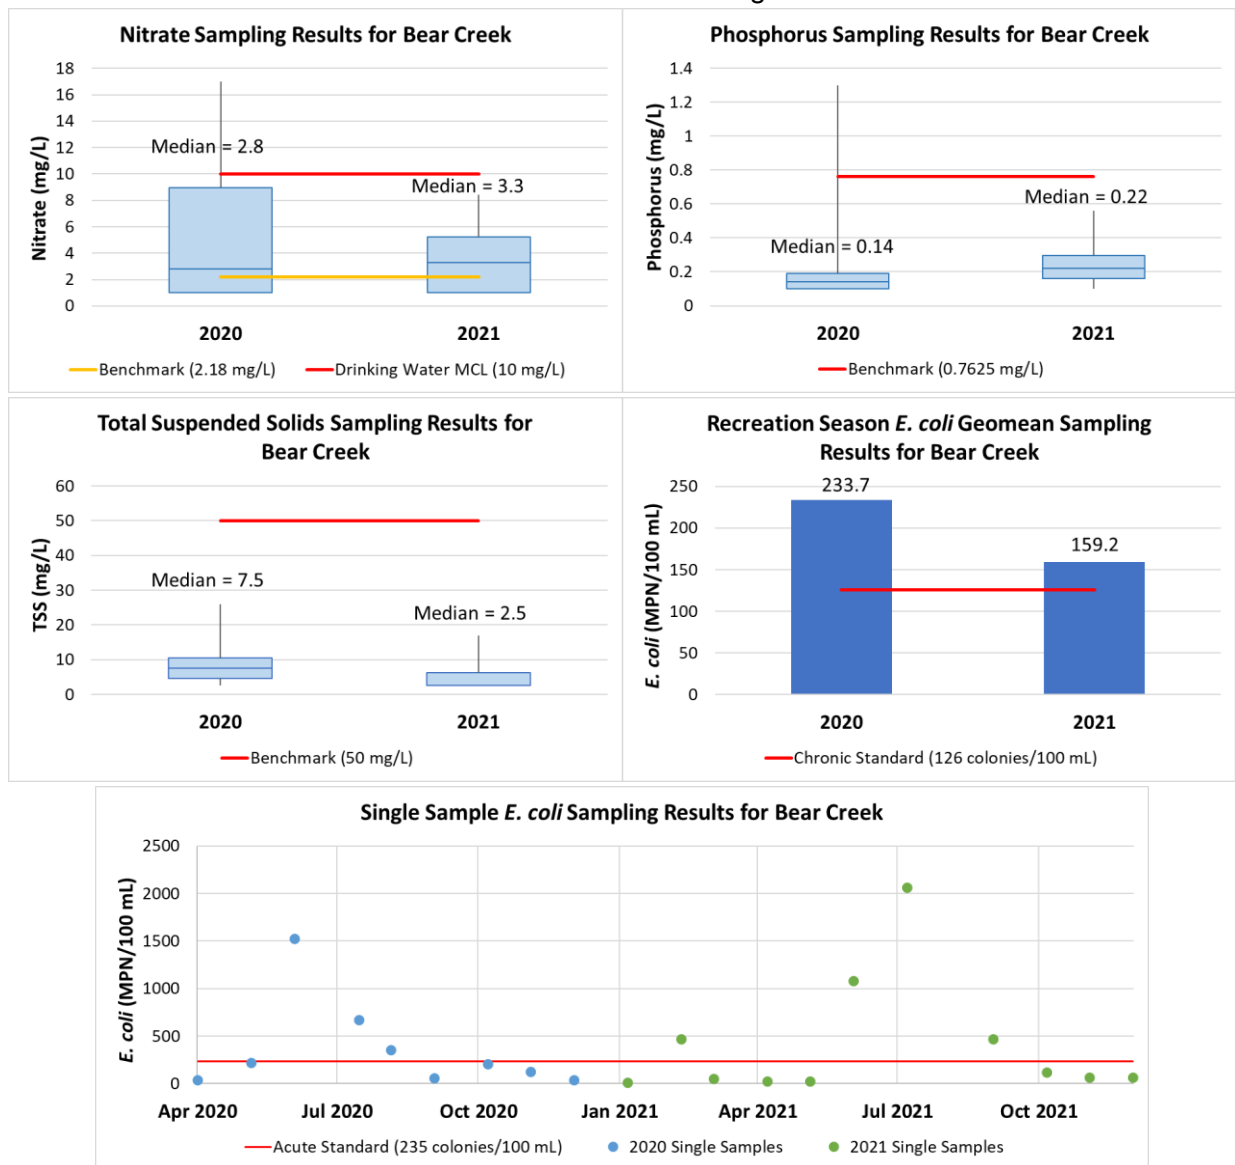 Nitrate Sampling Results for Bear Creek
Nitrate (mg/L)
18
16
14
12
10
8
6
4
2
0
Median = 2.8
Median = 3.3
2020
2021
Benchmark (2.18 mg/L)
Drinking Water MCL (10 mg/L)
Phosphorus Sampling Results for Bear Creek
Phosphorus (mg/L)
1.4
1.2
1
0.8
0.6
0.4
0.2
0
Median = 0.14
Median = 0.22
2020
2021
Benchmark (0.7625 mg/L)
Total Suspended Solids Sampling Results for
Bear Creek
TSS (mg/L)
60
50
40
30
20
10
0
Median = 7.5
Median = 2.5
2020
2021
Benchmark (50 mg/L)
Recreation Season E. coli Geomean Sampling
Results for Bear Creek
E. coli (MPN/100 mL)
250
200
150
100
50
0
233.7
159.2
2020
2021
Chronic Standard (126 colonies/100 mL)
Single Sample E. coli Sampling Results for Bear Creek
E. coli (MPN/100 mL)
2500
2000
1500
1000
500
0
Apr 2020
Jul 2020
Oct 2020
Jan 2021
Apr 2021
Jul 2021
Oct 2021
Acute Standard (235 colonies/100 mL)
2020 Single Samples
2021 Single Samples